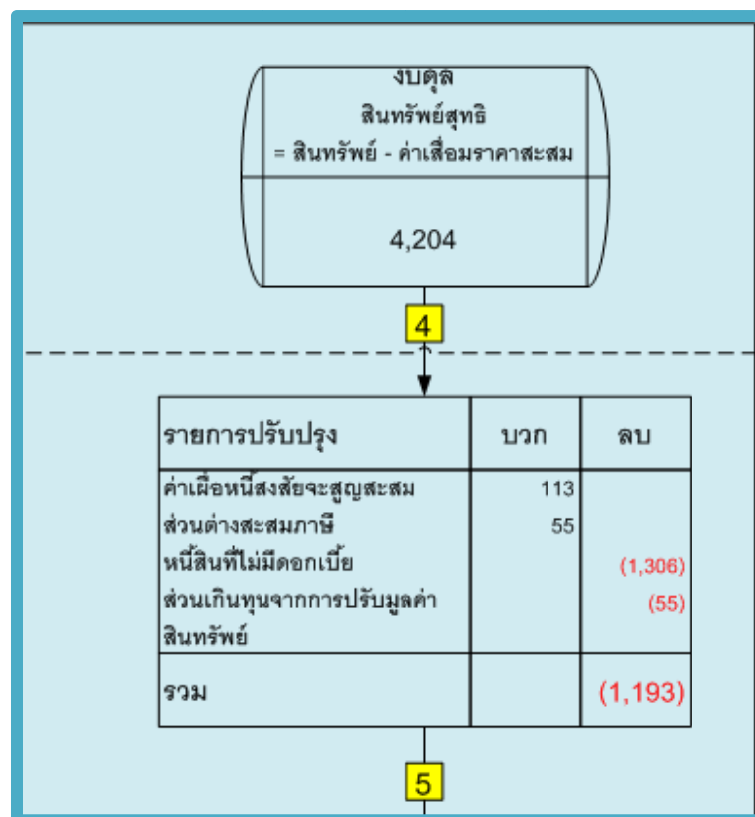 งบดุล
สินทรัพย์สุทธิ
= สินทรัพย์ - ค่าเสื่อมราคาสะสม
4,204
4
รายการปรับปรุง บวก ลบ
ค่าเผื่อหนี้สงสัยจะสูญสะสม 113
ส่วนต่างสะสมภาษี 55
หนี้สินที่ไม่มีดอกเบี้ย (1,306)
ส่วนเกินทุนจากการปรับมูลค่า (55)
สินทรัพย์
รวม (1,193)
5